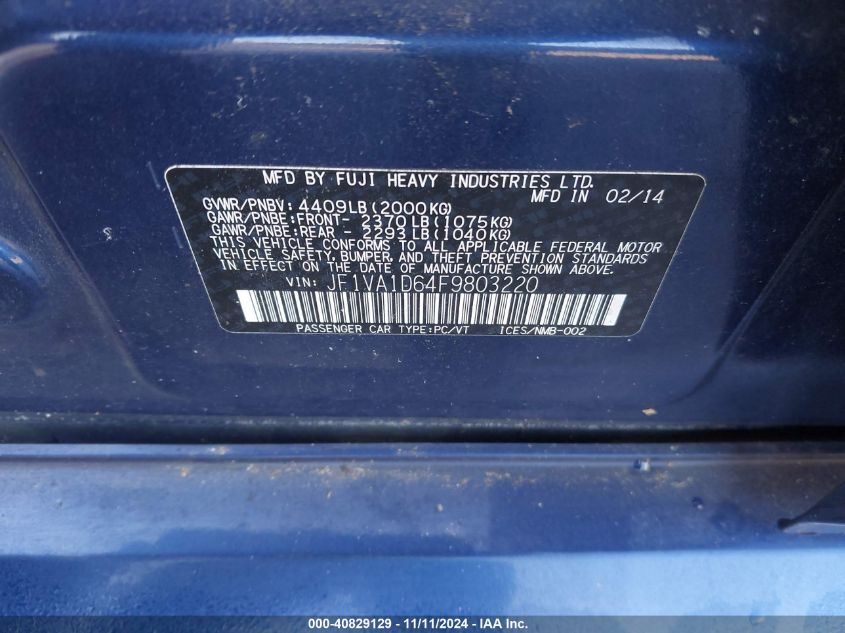 MFD BY FUJI HEAVY INDUSTRIES LTD.
MFD IN 02/14
GVWR/PNBV: 4409LB(2000KG)
GAWR/PNBE:FRONT- 2370LB(1075KG)
GAWR/PNBE:REAR - 2293LB(1040KG)
THIS VEHICLE CONFORMS TO ALL APPLICABLE FEDERAL MOTOR
VEHICLE SAFETY, BUMPER, AND THEFT PREVENTION STANDARDS
IN EFFECT ON THE DATE OF MANUFACTURE SHOWN ABOVE.
VIN: JF1VA1D64F9803220
PASSENGER CAR TYPE:PC/VT ICES/NMB-002
000-40829129 - 11/11/2024 - © IAA Inc.